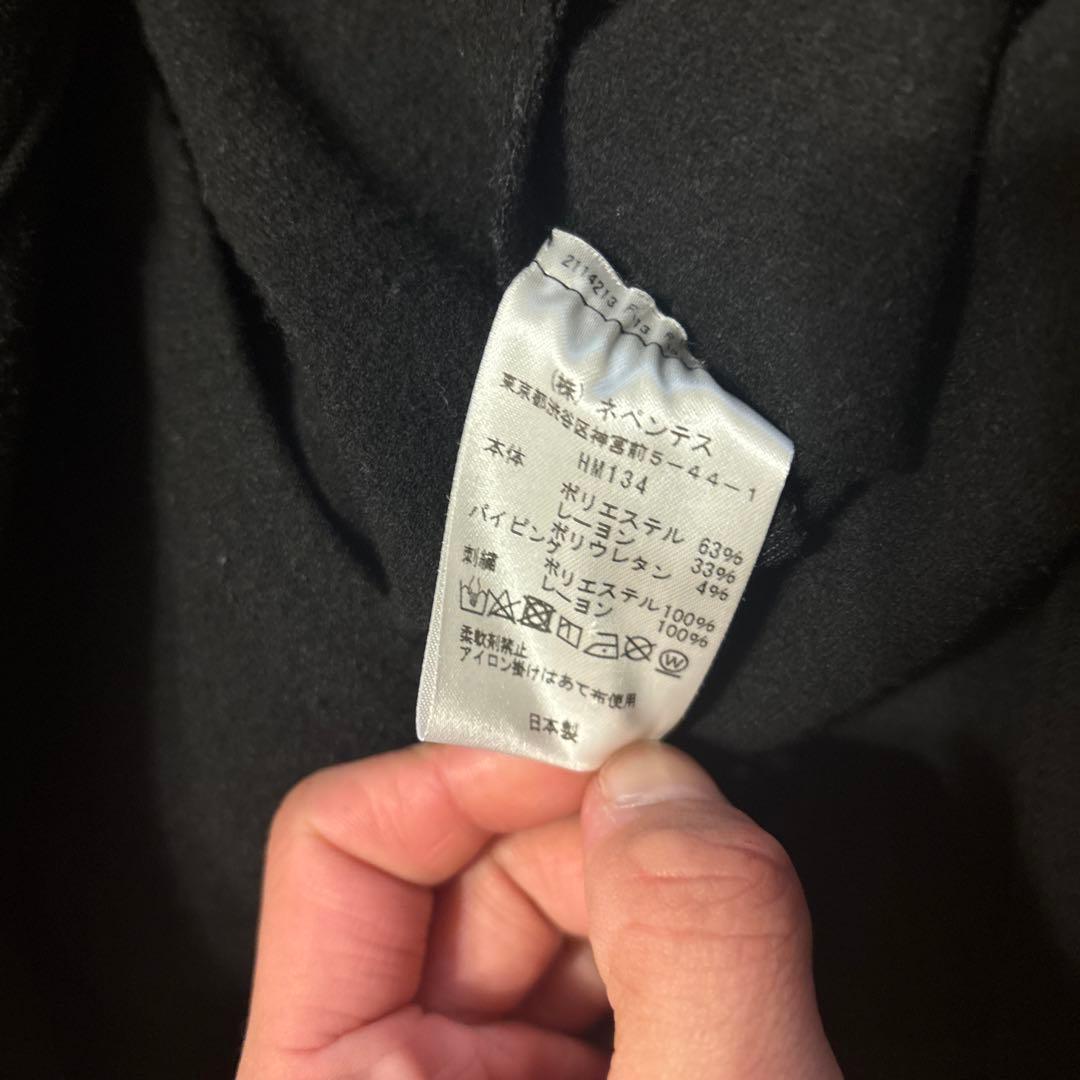 2114213
(株) ネペンテス
東京都渋谷区神宮前5-44-1
HM134
本体 ポリエステル 63%
レーヨン 33%
ポリウレタン 4%
パイピング ポリエステル100%
刺繍 レーヨン 100%
W
柔軟剤禁止
アイロン掛けはあて布使用
日本製